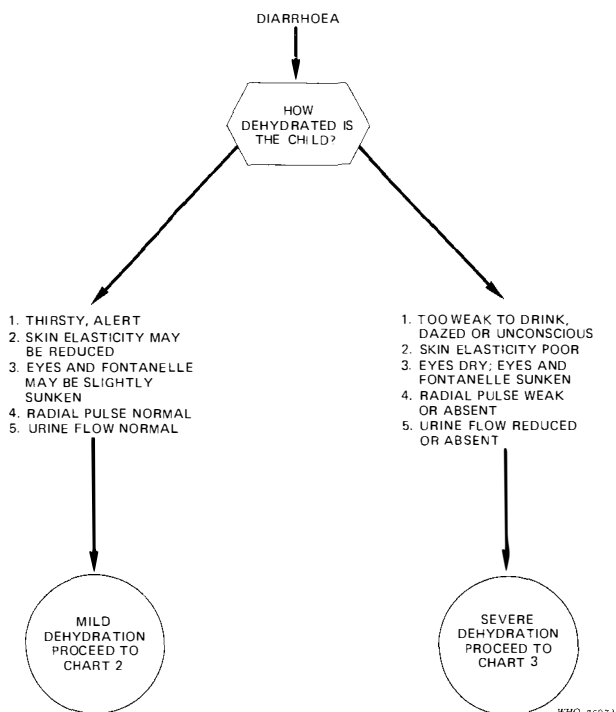 DIARRHOEA
HOW
DEHYDRATED IS
THE CHILD?
1. THIRSTY, ALERT
2. SKIN ELASTICITY MAY
BE REDUCED
3. EYES AND FONTANELLE
MAY BE SLIGHTLY
SUNKEN
4. RADIAL PULSE NORMAL
5. URINE FLOW NORMAL
1. TOO WEAK TO DRINK,
DAZED OR UNCONSCIOUS
2. SKIN ELASTICITY POOR
3. EYES DRY; EYES AND
FONTANELLE SUNKEN
4. RADIAL PULSE WEAK
OR ABSENT
5. URINE FLOW REDUCED
OR ABSENT
MILD
DEHYDRATION
PROCEED TO
CHART 2
SEVERE
DEHYDRATION
PROCEED TO
CHART 3
WHO